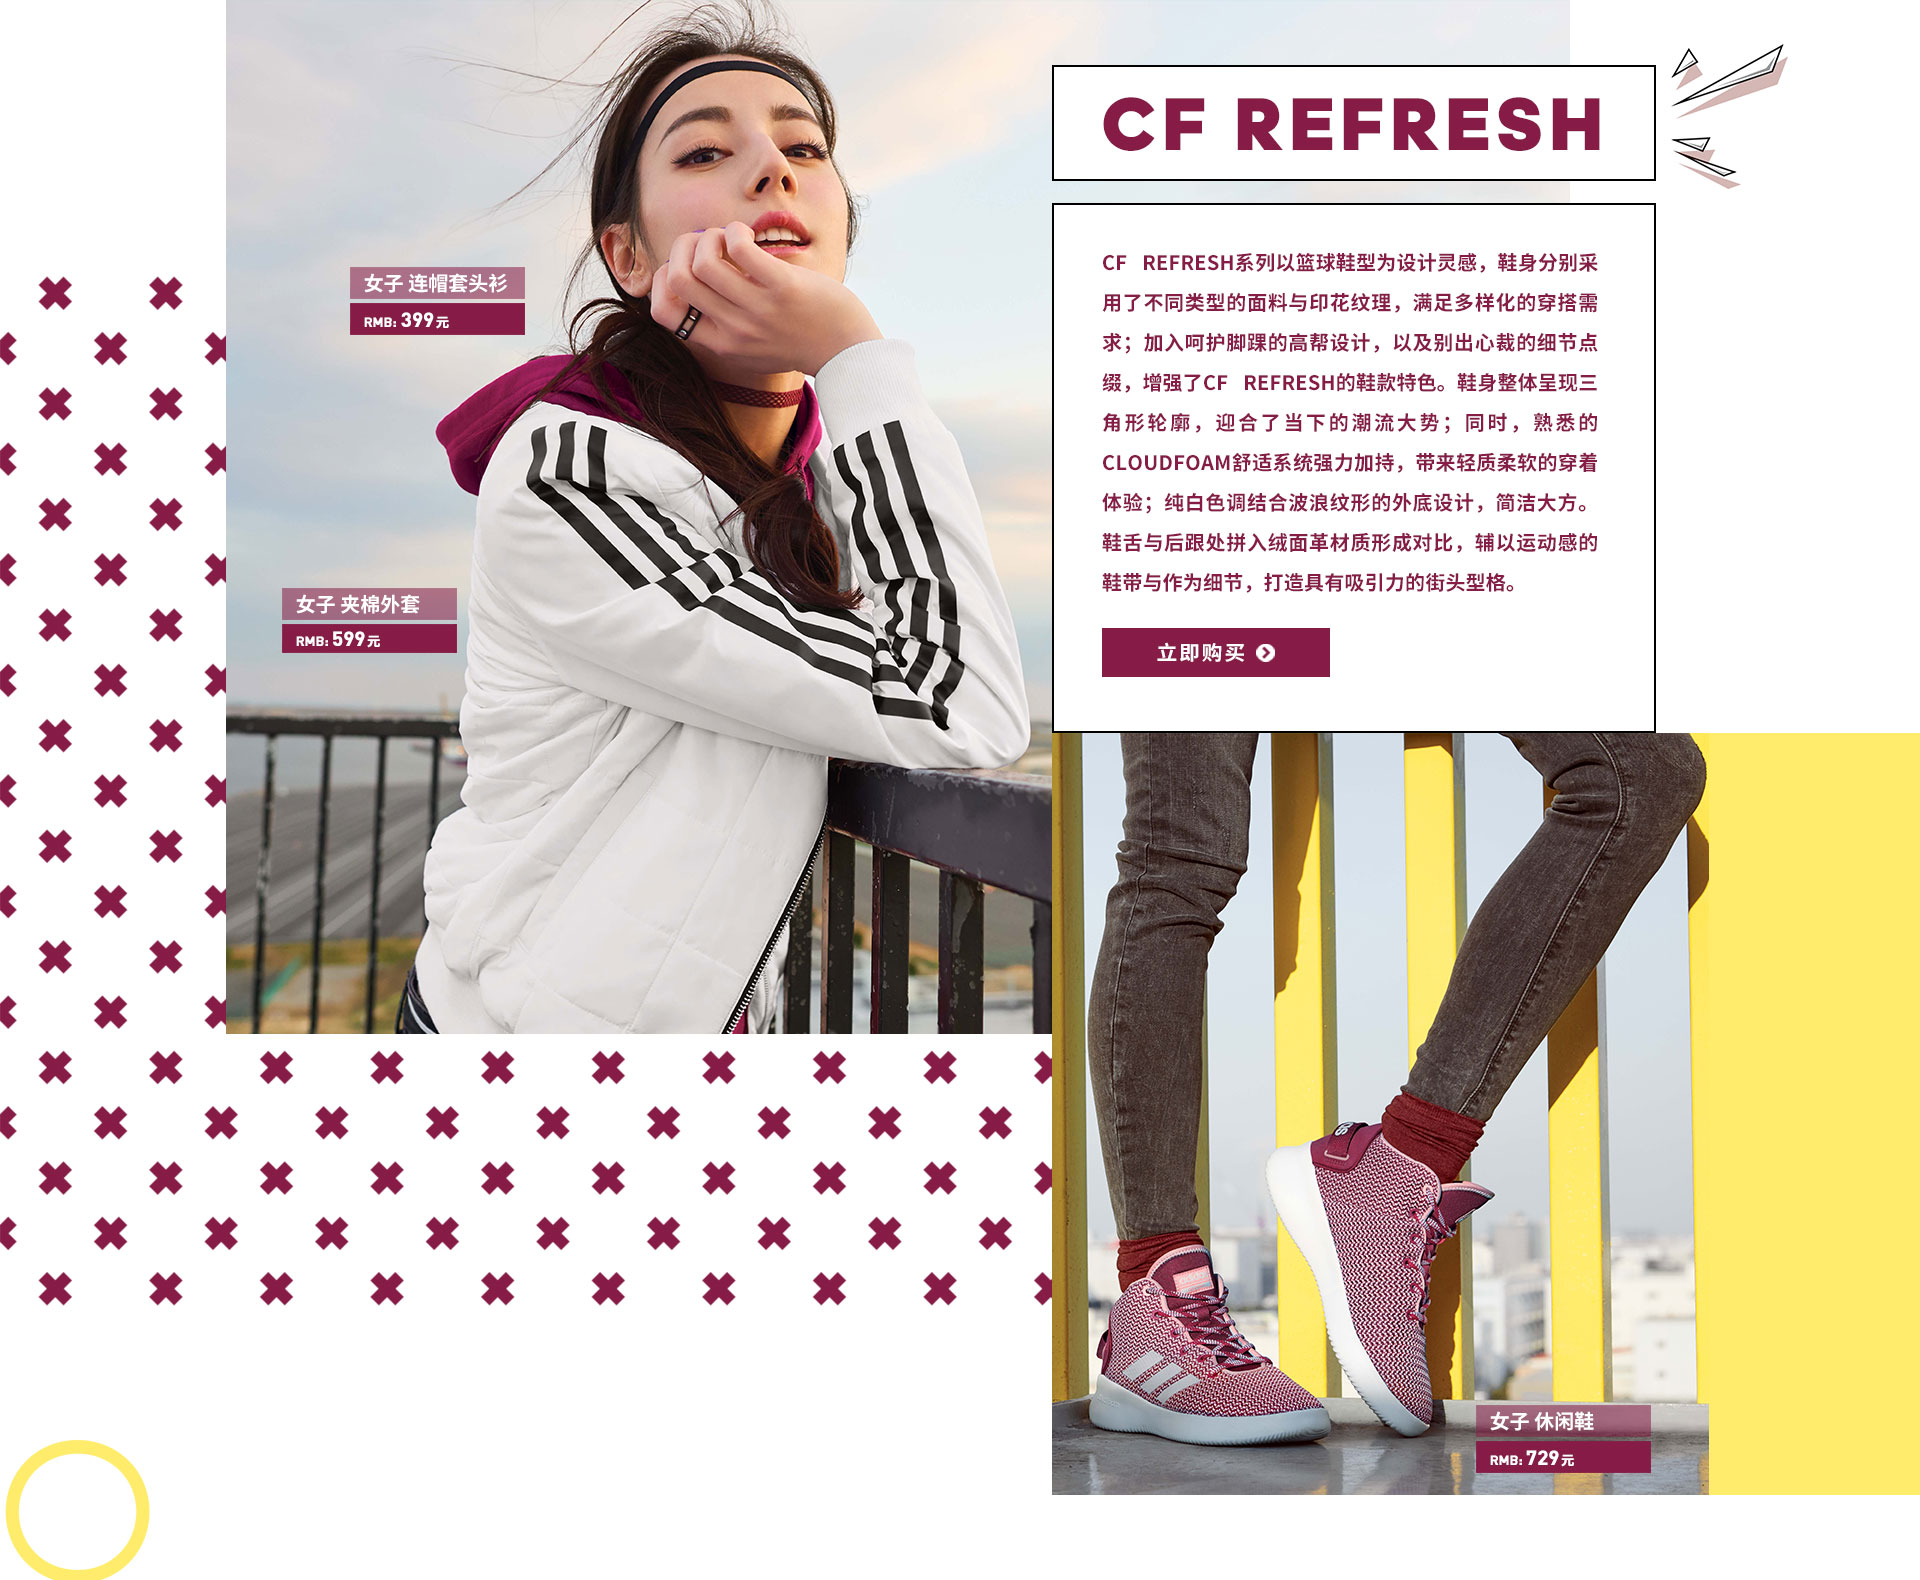 CF REFRESH
CF REFRESH系列以篮球鞋型为设计灵感，鞋身分别采
用了不同类型的面料与印花纹理，满足多样化的穿搭需
求；加入呵护脚踝的高帮设计，以及别出心裁的细节点
缀，增强了CF REFRESH的鞋款特色。鞋身整体呈现三
角形轮廓，迎合了当下的潮流大势；同时，熟悉的
CLOUDFOAM舒适系统强力加持，带来轻质柔软的穿着
体验；纯白色调结合波浪纹形的外底设计，简洁大方。
鞋舌与后跟处拼入绒面革材质形成对比，辅以运动感的
鞋带与作为细节，打造具有吸引力的街头型格。
立即购买
女子 连帽套头衫
RMB: 399元
女子 夹棉外套
RMB: 599元
女子 休闲鞋
RMB: 729元